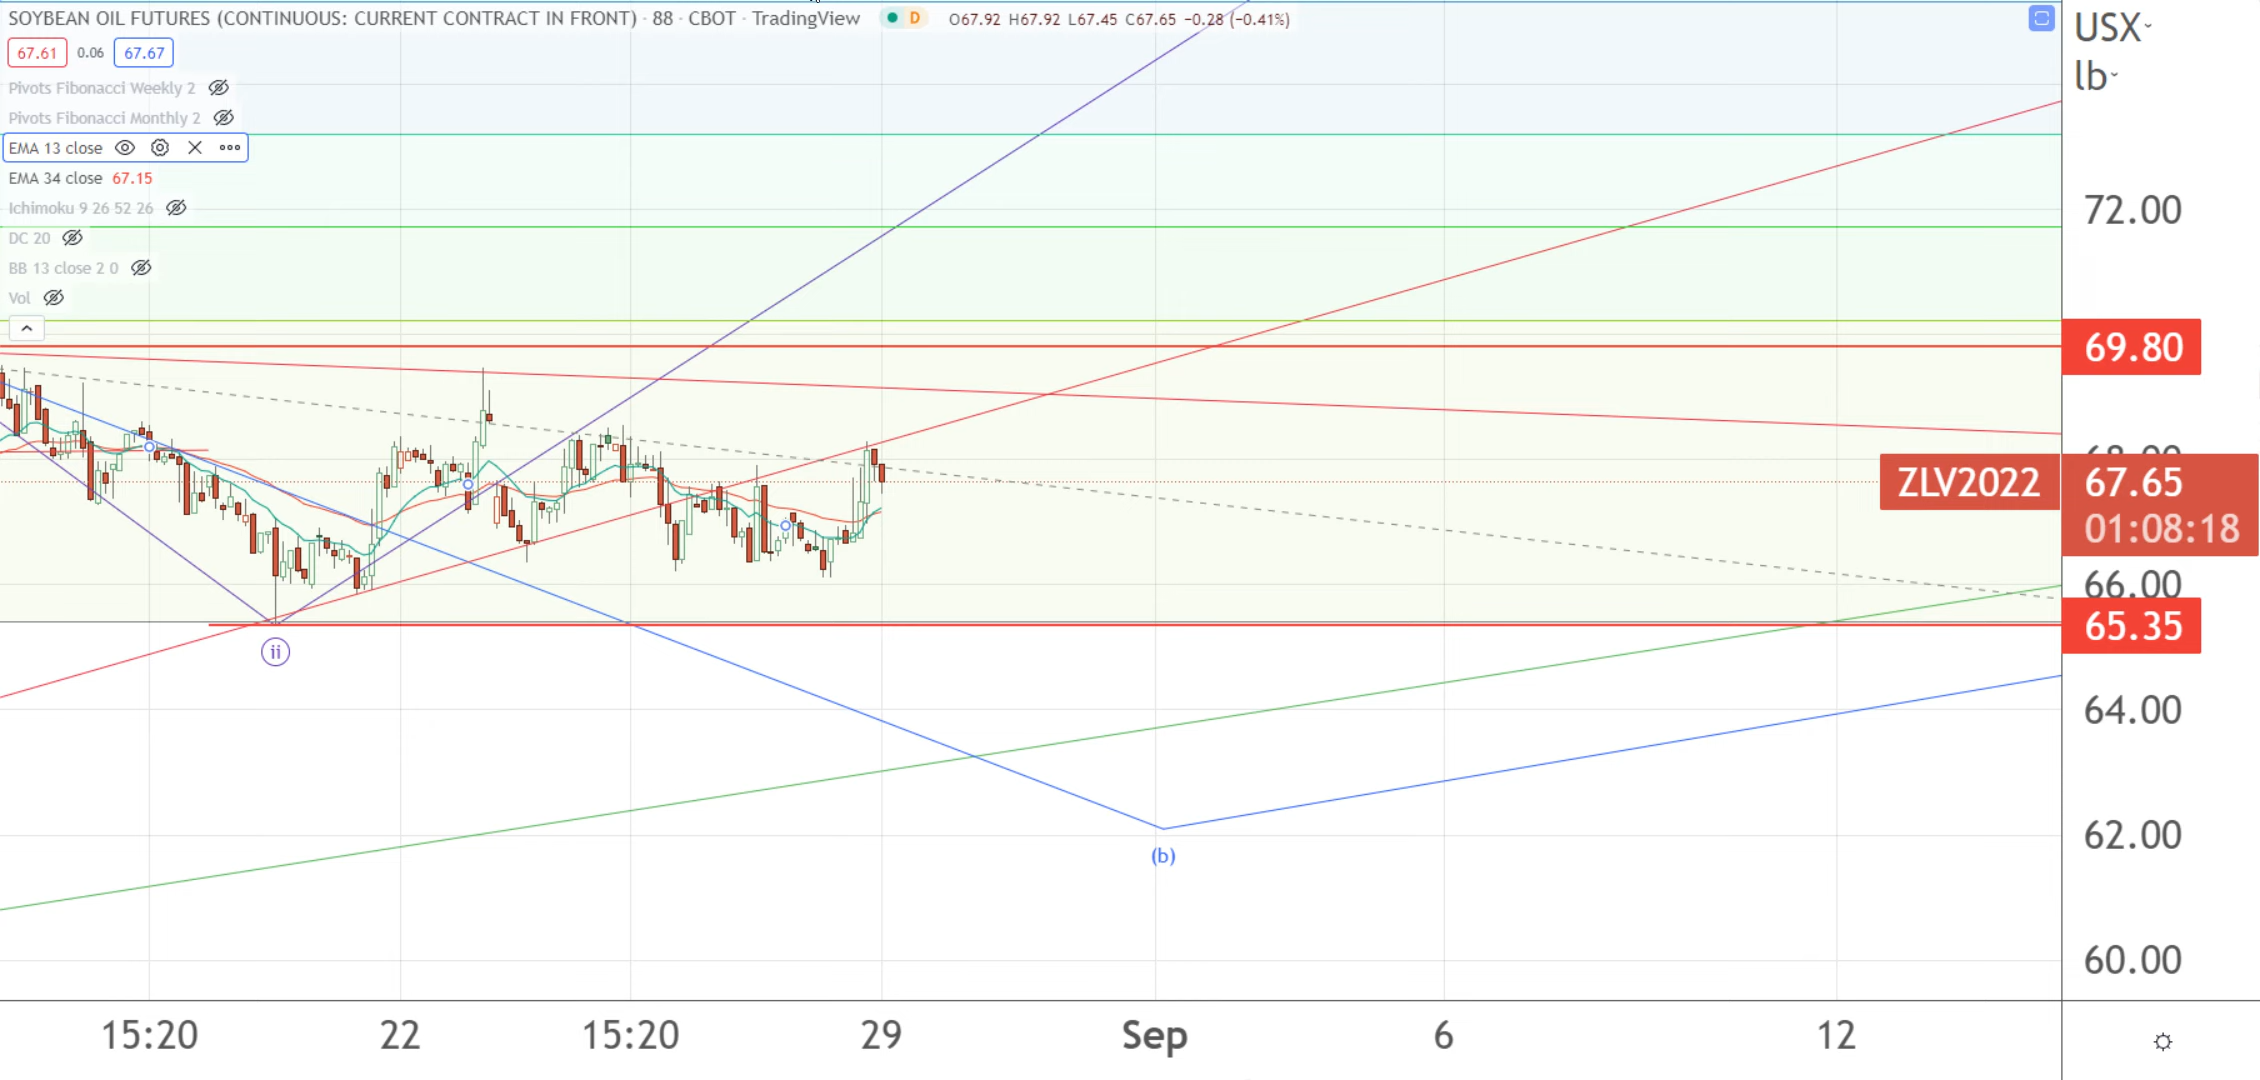 SOYBEAN OIL FUTURES (CONTINUOUS: CURRENT CONTRACT IN FRONT) · 88 · CBOT · TradingView D O67.92 H67.92 L67.45 C67.65 −0.28 (−0.41%)
67.61 0.06 67.67
Pivots Fibonacci Weekly 2
Pivots Fibonacci Monthly 2
EMA 13 close
EMA 34 close 67.15
Ichimoku 9 26 52 26
DC 20
BB 13 close 2 0
Vol
USX
lb
72.00
69.80
68.00
ZLV2022 67.65
01:08:18
66.00
65.35
ii
64.00
62.00
(b)
60.00
15:20 22 15:20 29 Sep 6 12